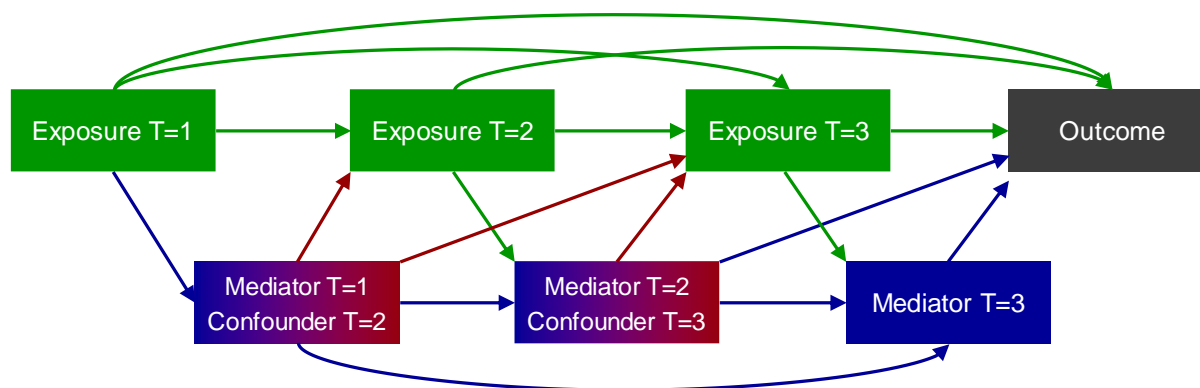 Exposure T=1
Exposure T=2
Exposure T=3
Outcome
Mediator T=1
Confounder T=2
Mediator T=2
Confounder T=3
Mediator T=3